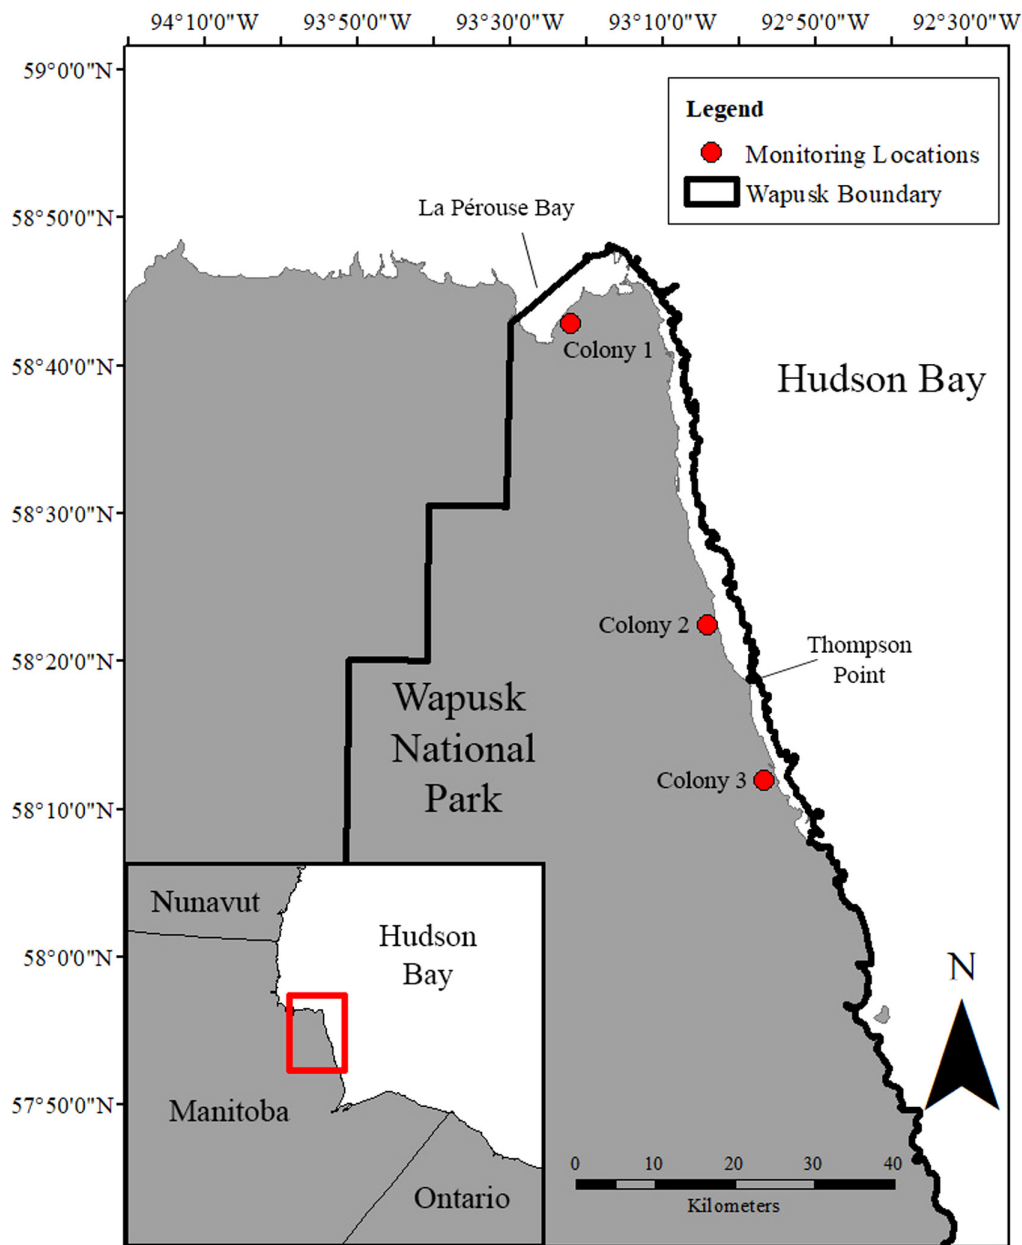 94°10'0"W 93°50'0"W 93°30'0"W 93°10'0"W 92°50'0"W 92°30'0"W
59°0'0"N
58°50'0"N
58°40'0"N
58°30'0"N
58°20'0"N
58°10'0"N
58°0'0"N
57°50'0"N
Legend
Monitoring Locations
Wapusk Boundary
La Pérouse Bay
Colony 1
Hudson Bay
Colony 2
Thompson
Point
Wapusk
National
Park
Colony 3
Nunavut
Hudson
Bay
Manitoba
Ontario
N
0 10 20 30 40
Kilometers